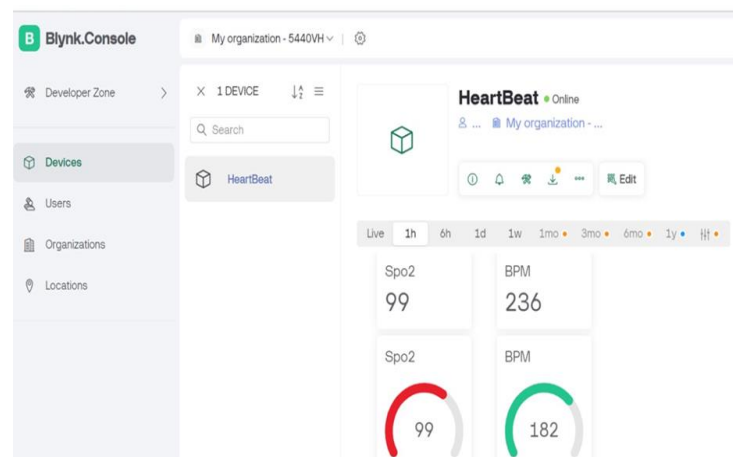 B Blynk.Console
My organization - 5440VH
Developer Zone
Devices
Users
Organizations
Locations
1 DEVICE
Search
HeartBeat
HeartBeat • Online
... My organization - ...
Edit
Live 1h 6h 1d 1w 1mo 3mo 6mo 1y
Spo2 BPM
99 236
Spo2 BPM
99 182